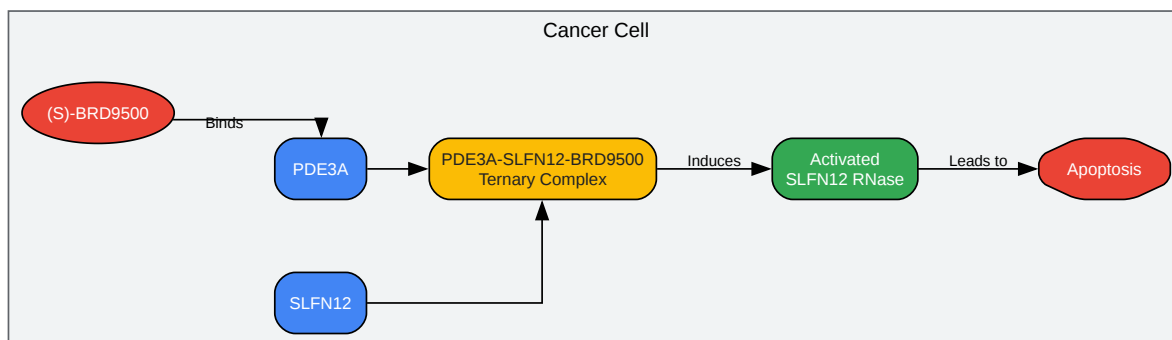 Cancer Cell
(S)-BRD9500
Binds
PDE3A
PDE3A-SLFN12-BRD9500
Ternary Complex
Induces
Activated
SLFN12 RNase
Leads to
Apoptosis
SLFN12